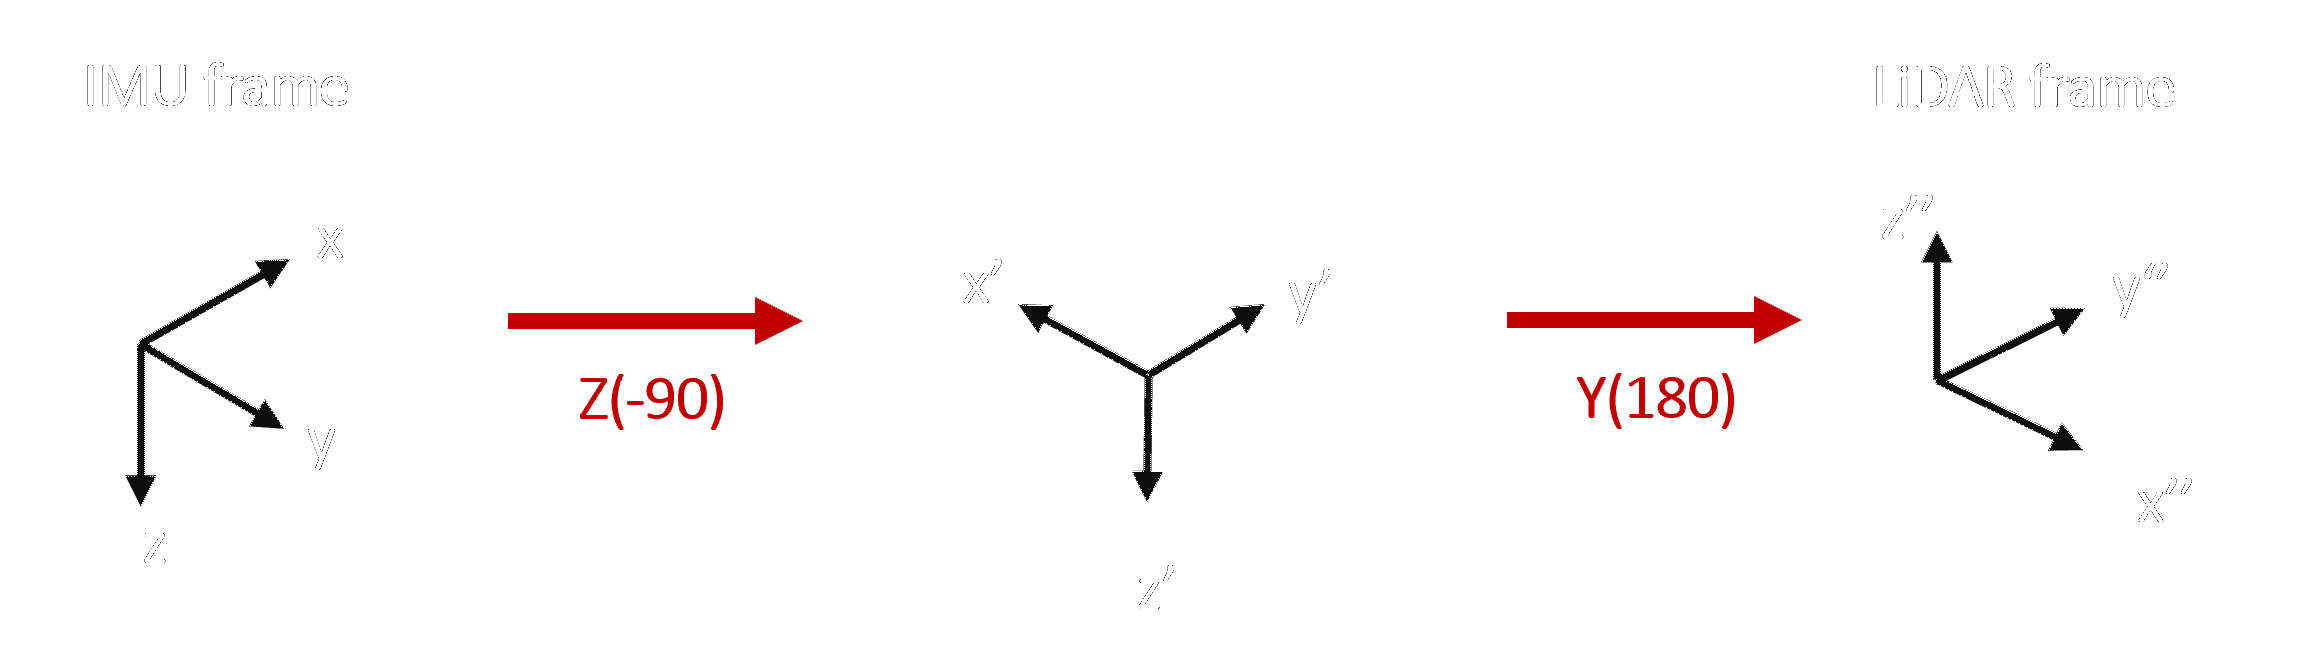 IMU frame
LiDAR frame
x
y
z
Z(-90)
x’
y’
z’
Y(180)
z’’
y‘’
x’’